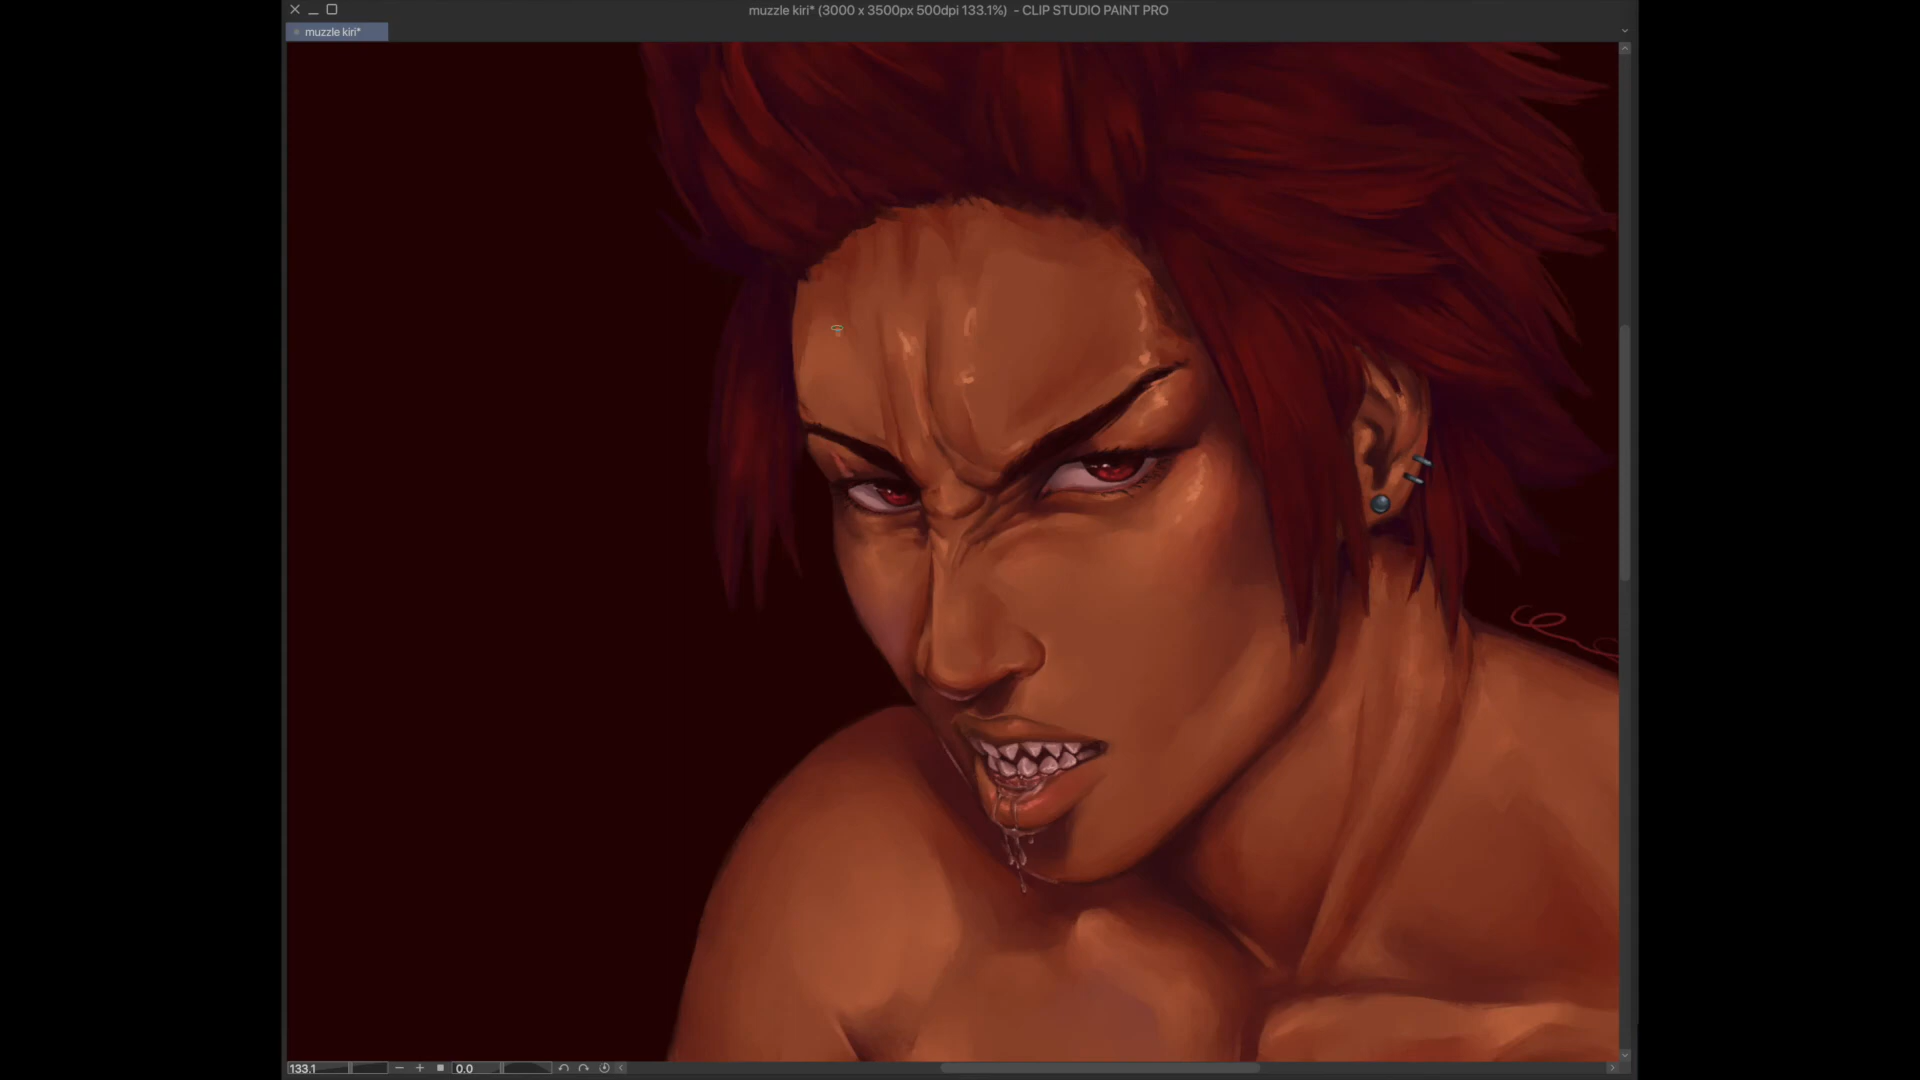 muzzle kiri* (3000 x 3500px 500dpi 133.1%) - CLIP STUDIO PAINT PRO
muzzle kiri*
133.1
0.0